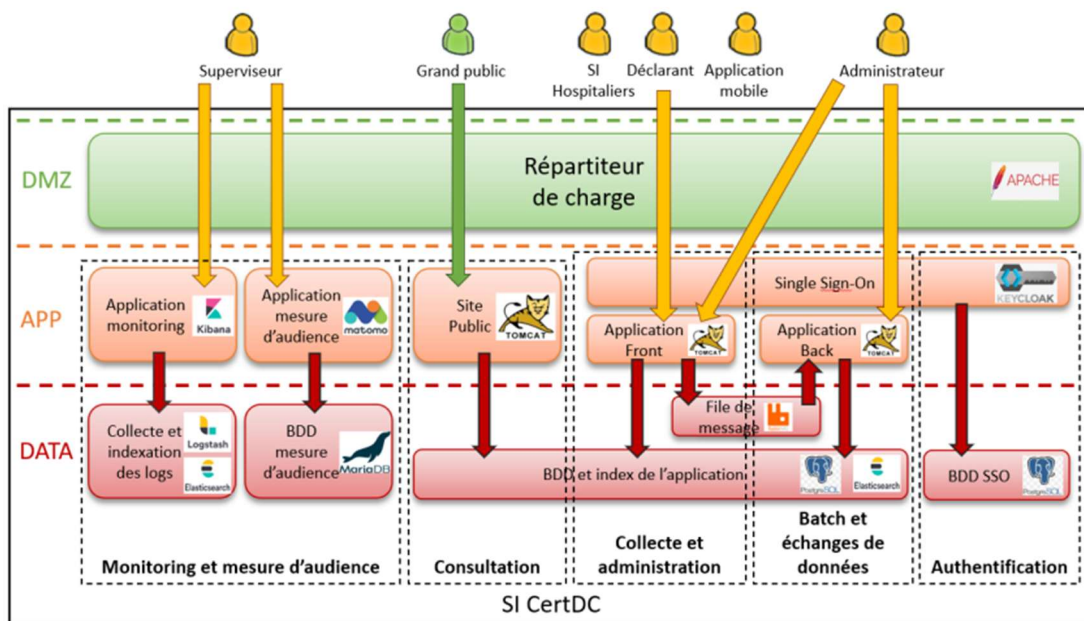 Superviseur
Grand public
SI
Hospitaliers
Déclarant
Application
mobile
Administrateur
DMZ
Répartiteur
de charge
APACHE
APP
Application
monitoring
Kibana
Application
mesure
d'audience
matomo
Site
Public
TOMCAT
Single Sign-On
KEYCLOAK
Application
Front
TOMCAT
Application
Back
TOMCAT
DATA
Collecte et
indexation
des logs
Logstash
Elasticsearch
BDD
mesure
d'audience
MariaDB
File de
message
BDD et index de l'application
PostgreSQL
Elasticsearch
BDD SSO
PostgreSQL
Monitoring et mesure d'audience
Consultation
Collecte et
administration
Batch et
échanges de
données
Authentification
SI CertDC